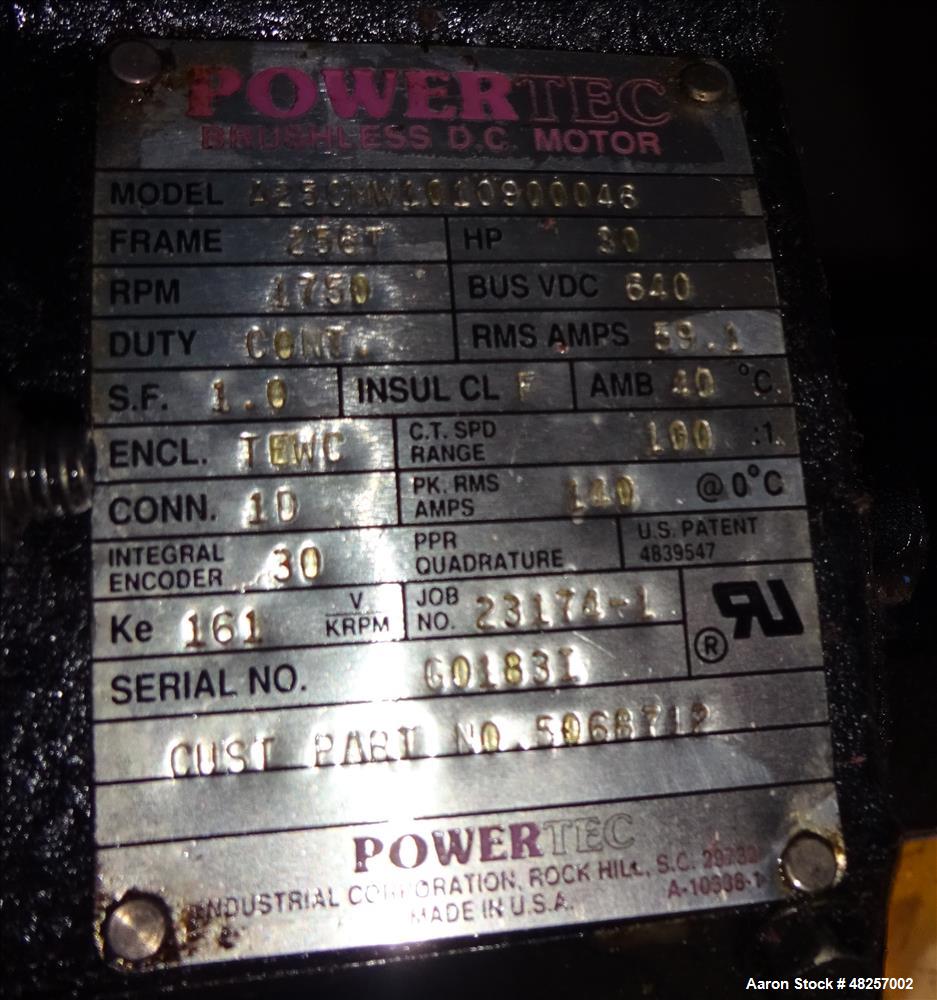 POWERTEC
BRUSHLESS D.C. MOTOR
MODEL
FRAME 256T HP 30
RPM 1750 BUS VDC 640
DUTY CONT. RMS AMPS 59.1
S.F. 1.0 INSUL CL F AMB 40 °C.
ENCL. TEWC C.T. SPD RANGE 100 :1.
CONN. 1D PK. RMS AMPS 140 @ 0°C
INTEGRAL ENCODER 30 PPR QUADRATURE U.S. PATENT 4839547
Ke 161 V/KRPM JOB NO. 23174-1
SERIAL NO. G0183I
CUST PART NO.5068712
POWERTEC
INDUSTRIAL CORPORATION, ROCK HILL, S.C. 29732
MADE IN U.S.A.
Aaron Stock # 48257002